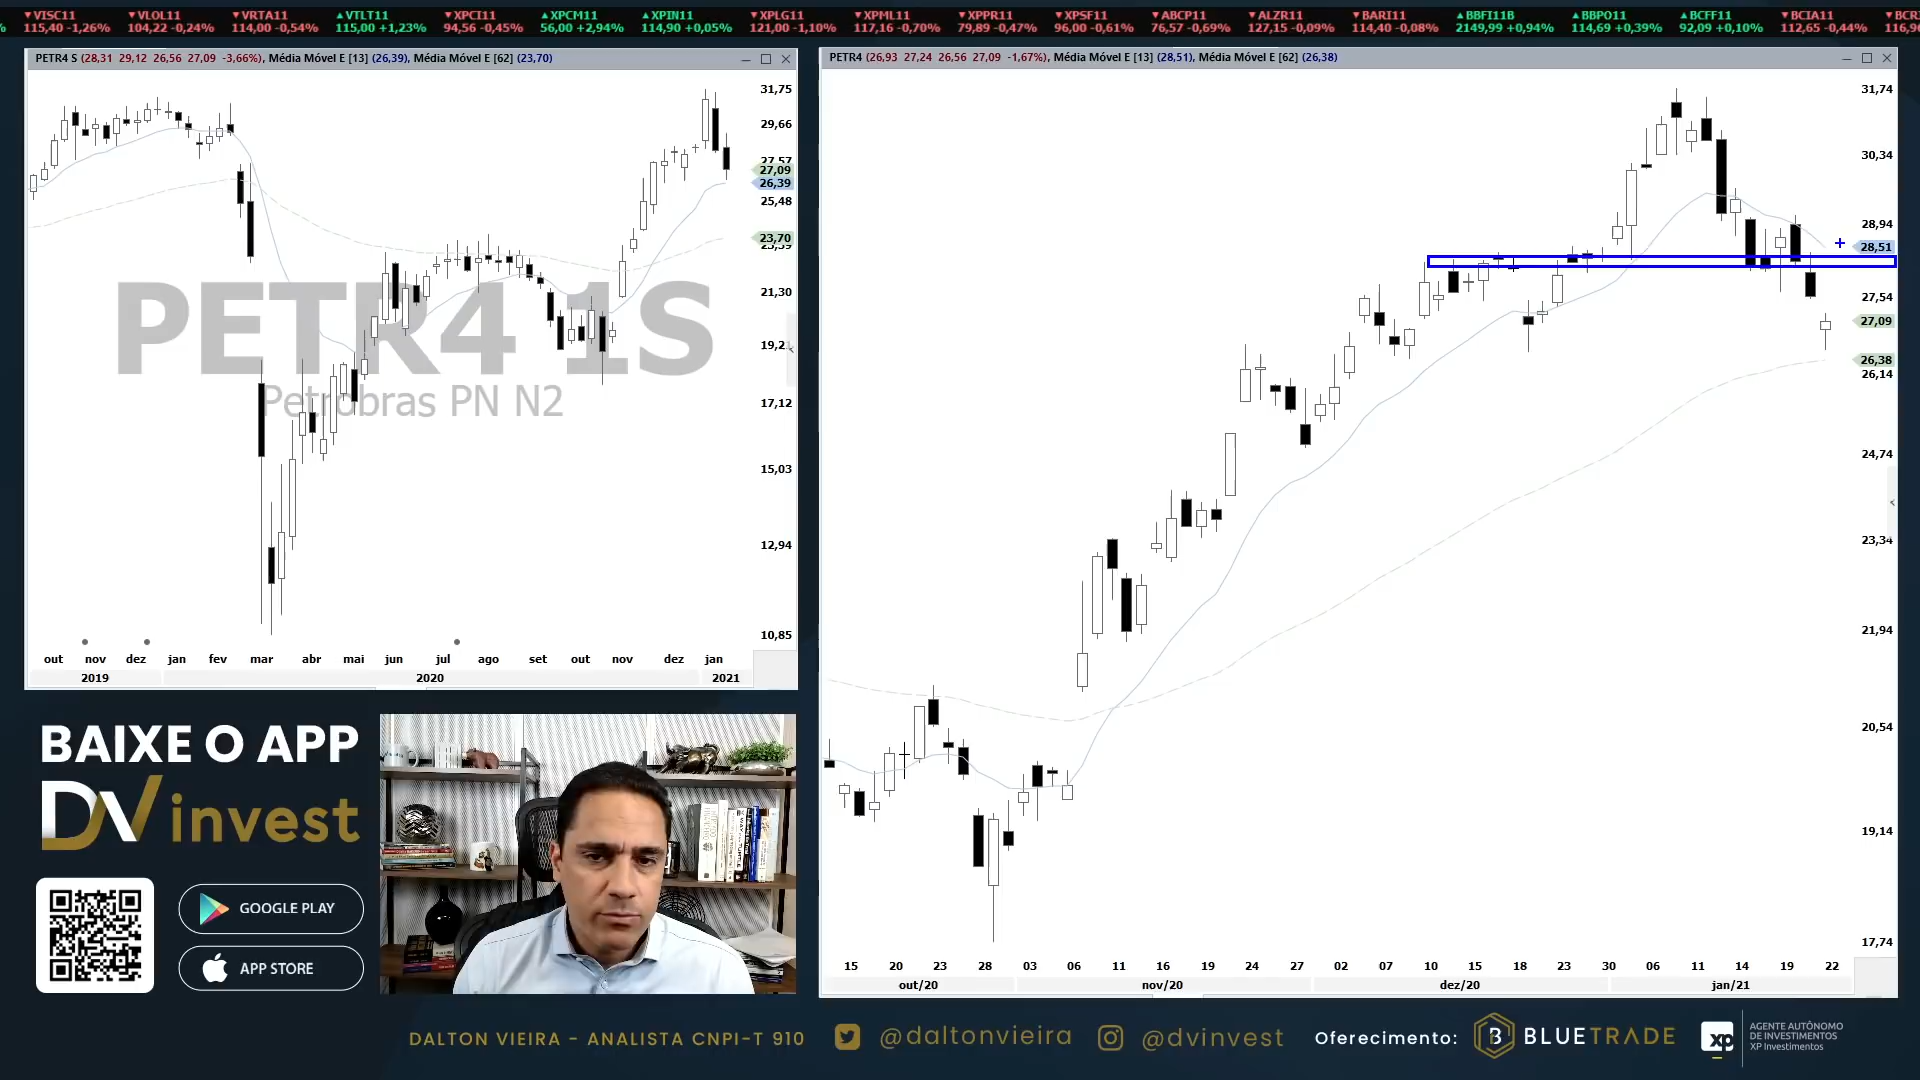 VISC11 VLOL11 VRTA11 VTLT11 XPCI11 XPCM11 XPIN11 XPLG11 XPML11 XPPR11 XPSF11 ABCP11 ALZR11 BARI11 BBFI11B BBPO11 BCFF11 BCIA11
115,40 -1,26% 104,22 -0,24% 114,00 -0,54% 115,00 +1,23% 94,56 -0,45% 56,00 +2,94% 114,90 +0,05% 121,00 -1,10% 117,16 -0,70% 79,89 -0,47% 96,00 -0,61% 76,57 -0,69% 127,15 -0,09% 114,40 -0,08% 2149,99 +0,94% 114,69 +0,39% 92,09 +0,10% 112,65 -0,44%
PETR4 S (28,31 29,12 26,56 27,09 -3,66%), Média Móvel E [13] (26,39), Média Móvel E [62] (23,70)
31,75
29,66
27,57
27,09
26,39
25,48
23,70
23,39
21,30
19,21
17,12
15,03
12,94
10,85
PETR4 1S
Petrobras PN N2
out nov dez jan fev mar abr mai jun jul ago set out nov dez jan
2019 2020 2021
PETR4 (26,93 27,24 26,56 27,09 -1,67%), Média Móvel E [13] (28,51), Média Móvel E [62] (26,38)
31,74
30,34
28,94
28,51
27,54
27,09
26,38
26,14
24,74
23,34
21,94
20,54
19,14
17,74
15 20 23 28 03 06 11 16 19 24 27 02 07 10 15 18 23 30 06 11 14 19 22
out/20 nov/20 dez/20 jan/21
BAIXE O APP
DV invest
GOOGLE PLAY
APP STORE
DALTON VIEIRA - ANALISTA CNPI-T 910
@daltonvieira
@dvinvest
Oferecimento:
BLUETRADE
xp
AGENTE AUTÔNOMO
DE INVESTIMENTOS
XP Investimentos